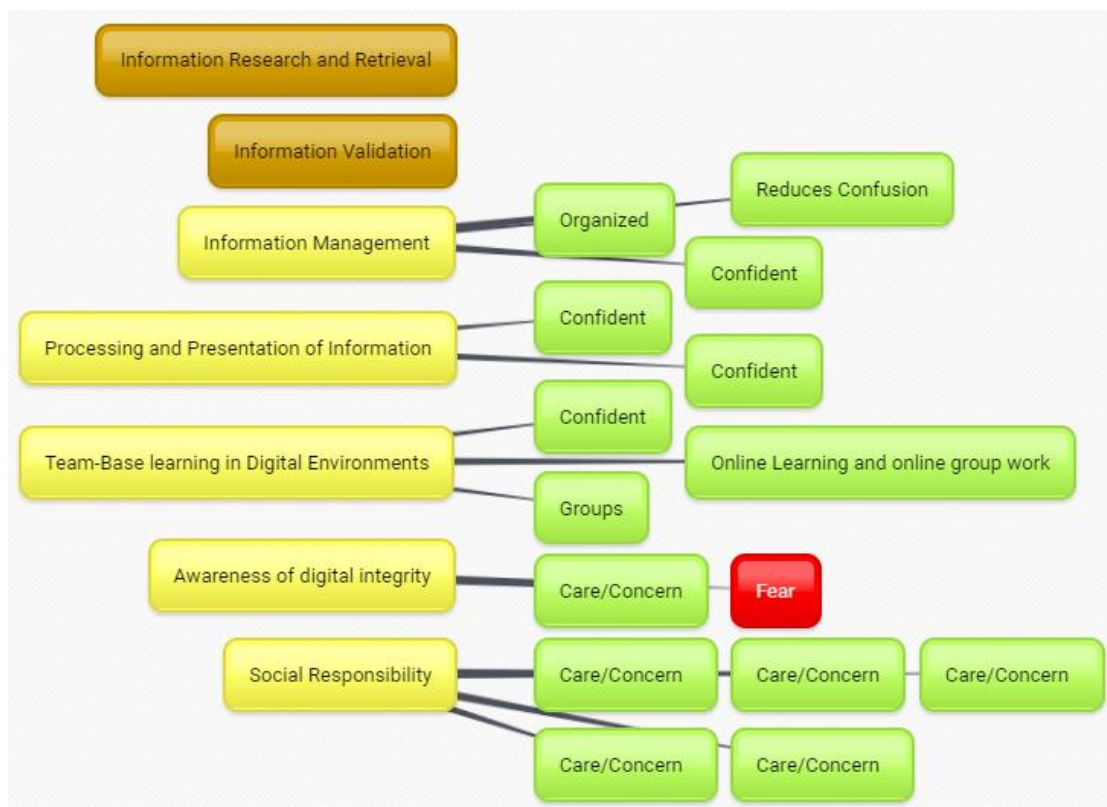 Information Research and Retrieval
Information Validation
Reduces Confusion
Organized
Information Management
Confident
Confident
Processing and Presentation of Information
Confident
Confident
Team-Base learning in Digital Environments
Online Learning and online group work
Groups
Awareness of digital integrity
Care/Concern
Fear
Social Responsibility
Care/Concern
Care/Concern
Care/Concern
Care/Concern
Care/Concern